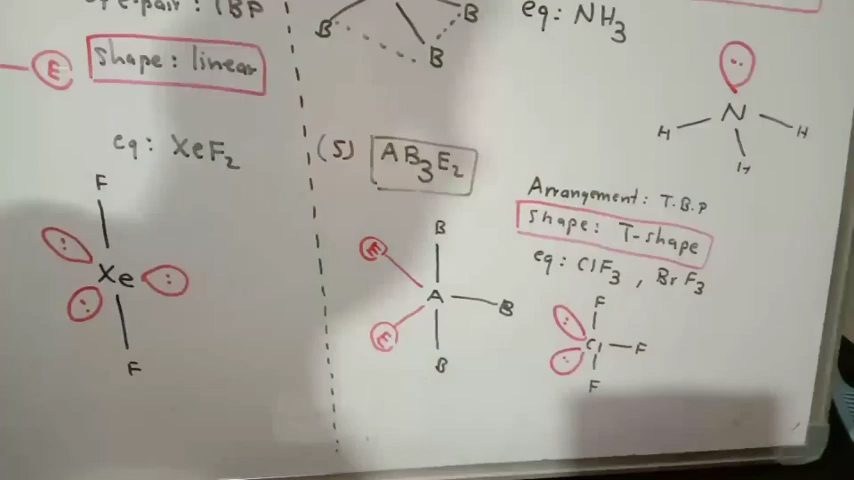 pair: TBP
E
shape: linear
eq: XeF2
F
Xe
F
B
B
B
eq: NH3
N
H
H
H
(5) AB3E2
B
E
A
B
E
B
Arrangement: T.B.P
shape: T-shape
eq: ClF3, BrF3
F
Cl
F
F